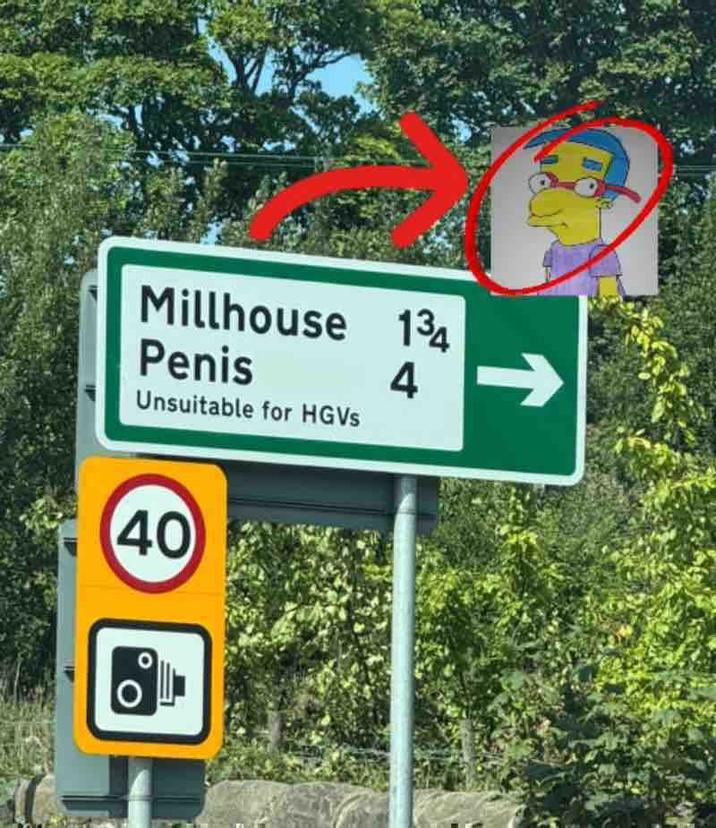 Millhouse 1¾
Penis 4
Unsuitable for HGVs
40